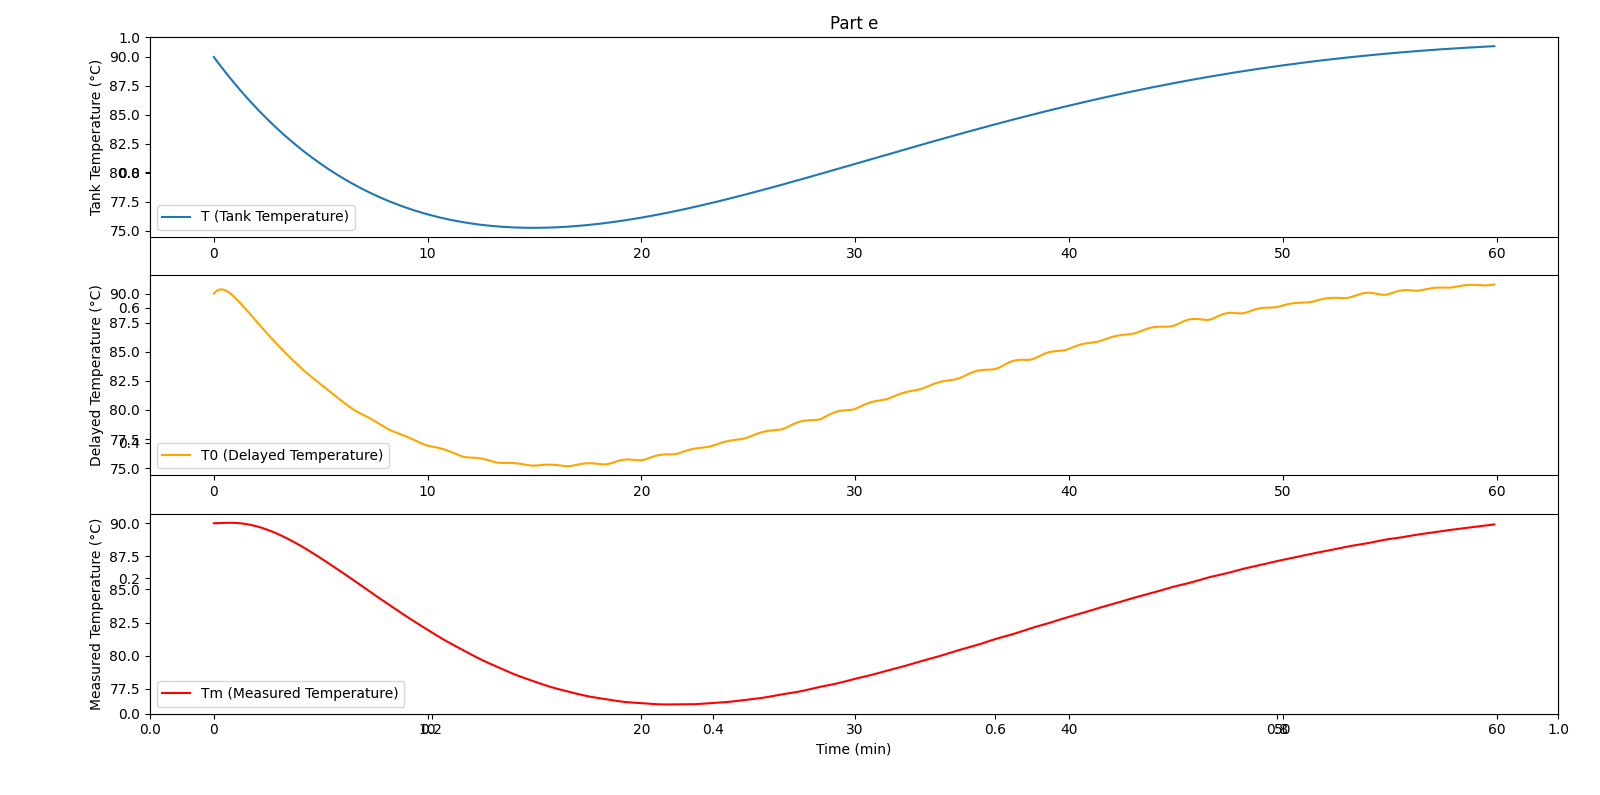 Part e
Tank Temperature (°C)
1.0
90.0
87.5
85.0
82.5
80.0
0.8
77.5
75.0
T (Tank Temperature)
0 10 20 30 40 50 60
Delayed Temperature (°C)
90.0
0.6
87.5
85.0
82.5
80.0
77.5
0.4
75.0
T0 (Delayed Temperature)
0 10 20 30 40 50 60
Measured Temperature (°C)
90.0
87.5
0.2
85.0
82.5
80.0
77.5
0.0
Tm (Measured Temperature)
0.0 0 10 0.2 20 0.4 30 0.6 40 0.8 50 60 1.0
Time (min)